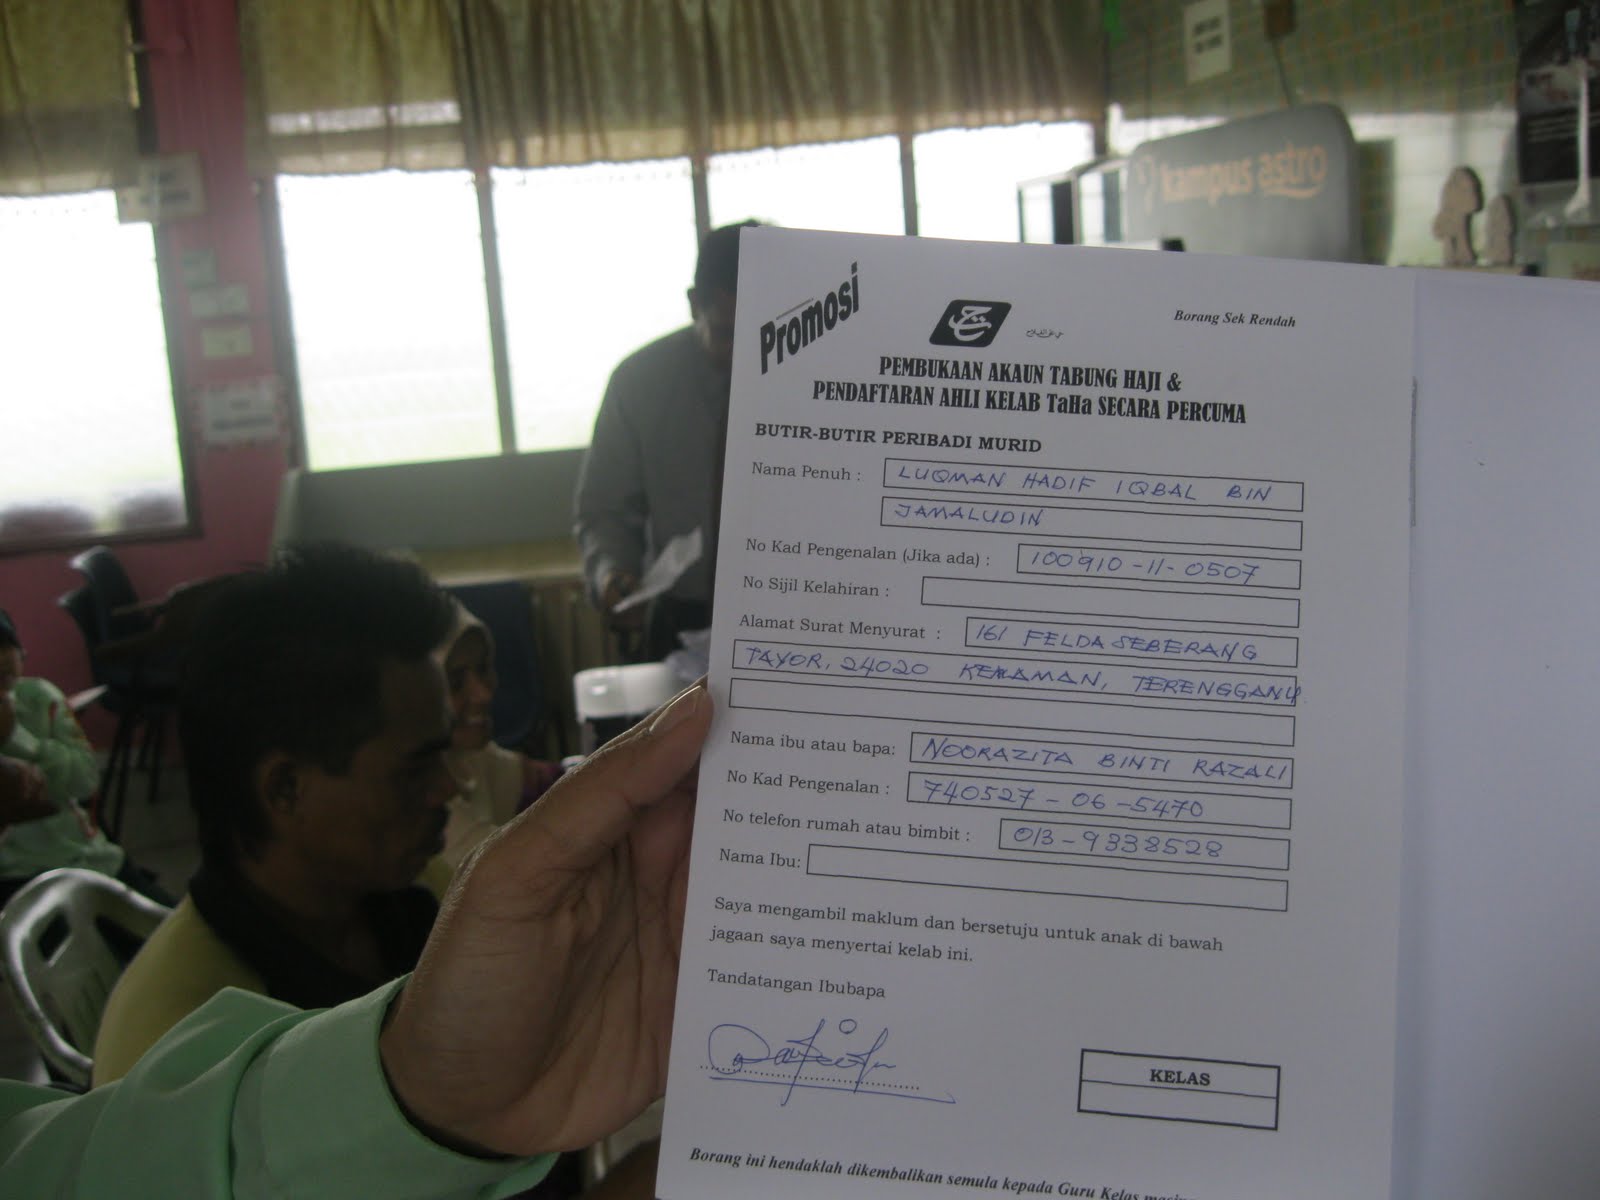 kampus astro
Promosi
Borang Sek Rendah
PEMBUKAAN AKAUN TABUNG HAJI &
PENDAFTARAN AHLI KELAB TaHa SECARA PERCUMA
BUTIR-BUTIR PERIBADI MURID
Nama Penuh : LUQMAN HADIF IQBAL BIN
JAMALUDIN
No Kad Pengenalan (Jika ada) : 100910-11-0507
No Sijil Kelahiran :
Alamat Surat Menyurat : 161 FELDA SEBERANG
TAYOR, 24020 KEMAMAN, TERENGGANU
Nama ibu atau bapa: NOORAZITA BINTI RAZALI
No Kad Pengenalan : 740527-06-5470
No telefon rumah atau bimbit : 013-9338528
Nama Ibu:
Saya mengambil maklum dan bersetuju untuk anak di bawah
jagaan saya menyertai kelab ini.
Tandatangan Ibubapa
KELAS
Borang ini hendaklah dikembalikan semula kepada Guru Kelas